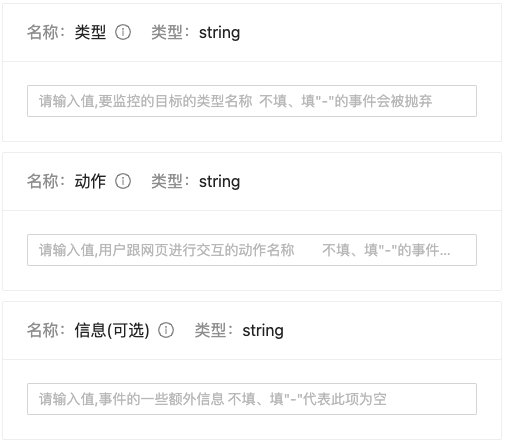 名称：类型 类型：string
请输入值,要监控的目标的类型名称 不填、填"-"的事件会被抛弃
名称：动作 类型：string
请输入值,用户跟网页进行交互的动作名称 不填、填"-"的事件...
名称：信息(可选) 类型：string
请输入值,事件的一些额外信息 不填、填"-"代表此项为空